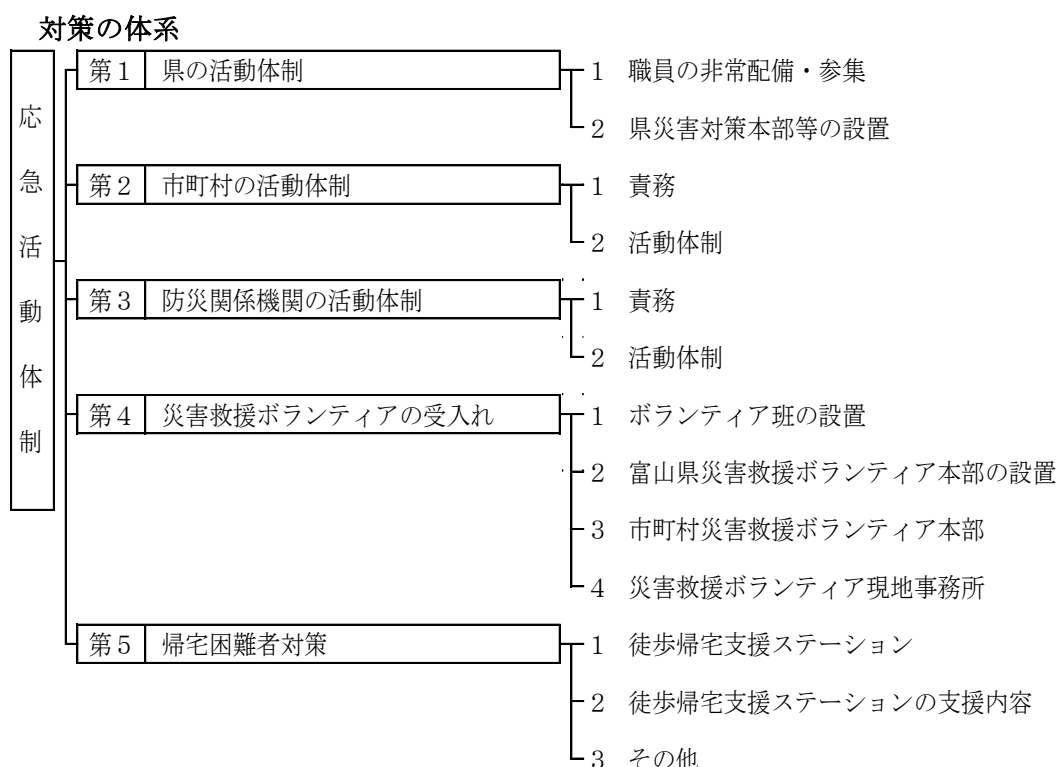 対策の体系
応急活動体制
第１ 県の活動体制
１ 職員の非常配備・参集
２ 県災害対策本部等の設置
第２ 市町村の活動体制
１ 責務
２ 活動体制
第３ 防災関係機関の活動体制
１ 責務
２ 活動体制
第４ 災害救援ボランティアの受入れ
１ ボランティア班の設置
２ 富山県災害救援ボランティア本部の設置
３ 市町村災害救援ボランティア本部
４ 災害救援ボランティア現地事務所
第５ 帰宅困難者対策
１ 徒歩帰宅支援ステーション
２ 徒歩帰宅支援ステーションの支援内容
３ その他